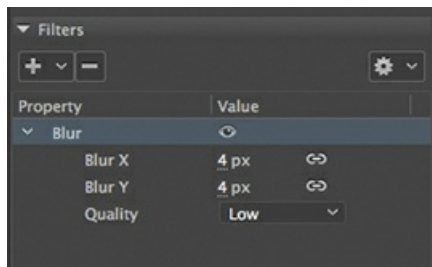 Filters
Property Value
Blur
Blur X 4 px
Blur Y 4 px
Quality Low